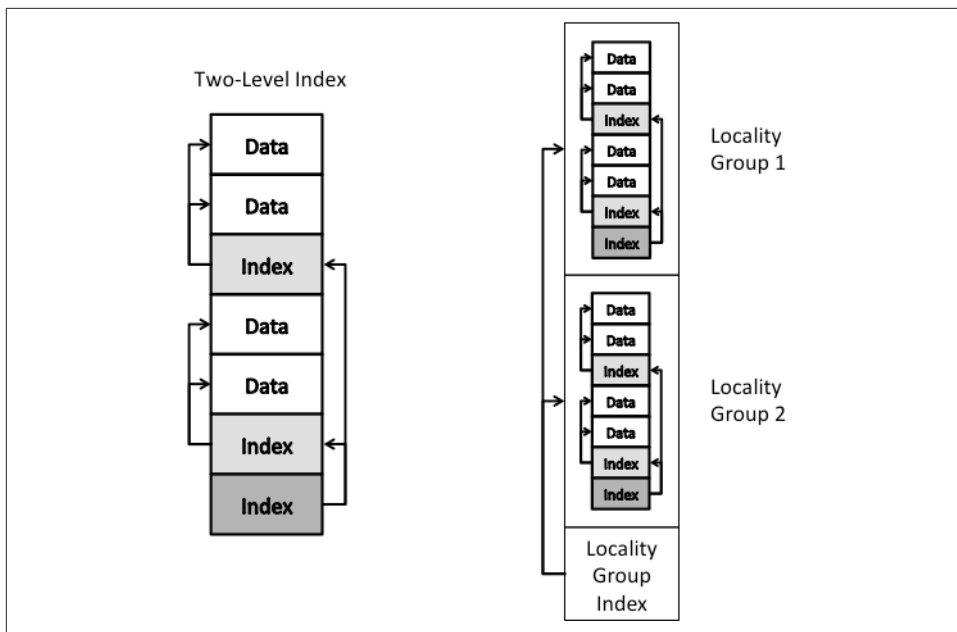 Two-Level Index
Data
Data
Index
Data
Data
Index
Index
Data
Data
Index
Data
Data
Index
Index
Locality
Group 1
Data
Data
Index
Data
Data
Index
Index
Locality
Group 2
Locality
Group
Index